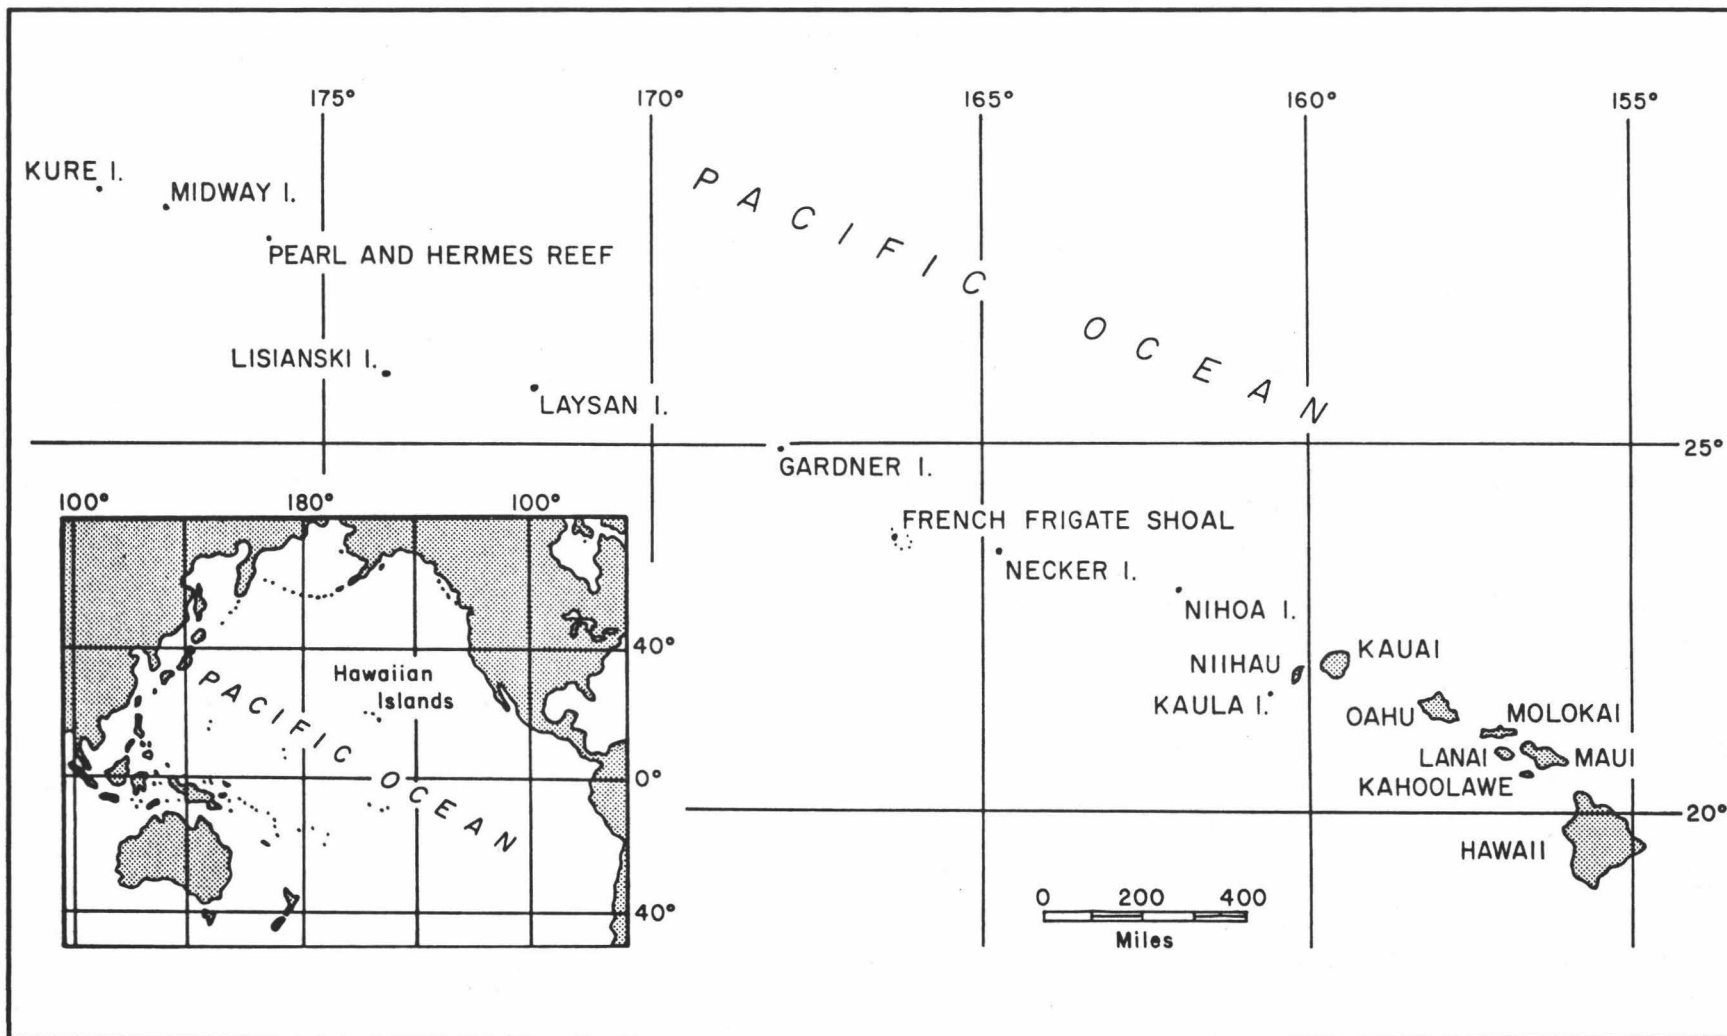 175° 170° 165° 160° 155°
KURE I.
MIDWAY I.
PEARL AND HERMES REEF
PACIFIC OCEAN
LISIANSKI I.
LAYSAN I.
25°
GARDNER I.
FRENCH FRIGATE SHOAL
NECKER I.
NIHOA I.
NIIHAU
KAUAI
KAULA I.
OAHU
MOLOKAI
LANAI
MAUI
KAHOOLAWE
20°
HAWAII
0 200 400
Miles
100° 180° 100°
40°
Hawaiian
Islands
PACIFIC OCEAN
0°
40°